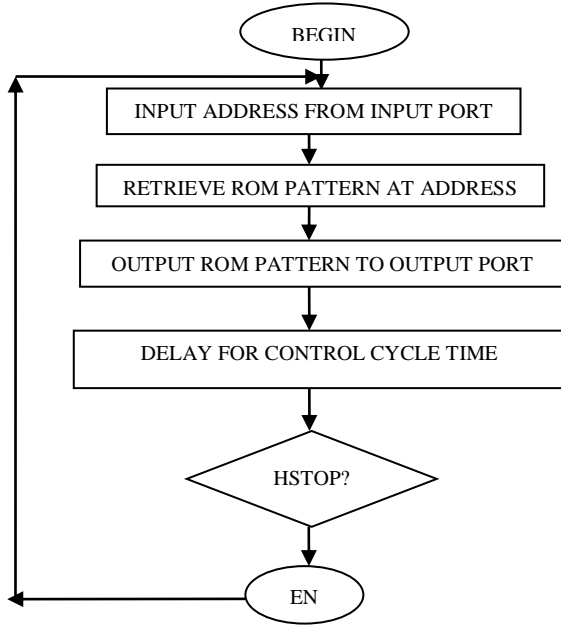 BEGIN
INPUT ADDRESS FROM INPUT PORT
RETRIEVE ROM PATTERN AT ADDRESS
OUTPUT ROM PATTERN TO OUTPUT PORT
DELAY FOR CONTROL CYCLE TIME
HSTOP?
EN